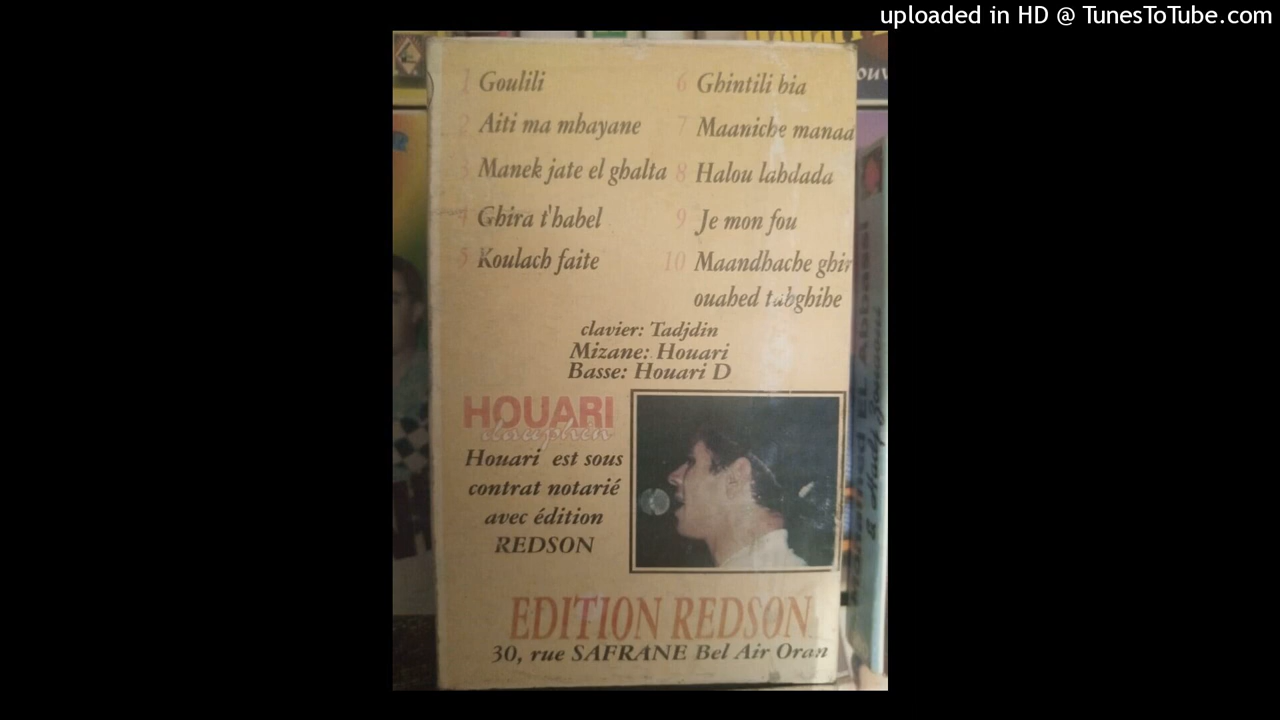 uploaded in HD @ TunesToTube.com
1 Goulili
2 Aiti ma mbayane
3 Manek jate el ghalta
4 Ghira t'habel
5 Koulach faite
6 Ghintili bia
7 Maaniche manaa
8 Halou lahdada
9 Je mon fou
10 Maandhache ghir
ouahed tabghihe
clavier: Tadjdin
Mizane: Houari
Basse: Houari D
HOUARI
dauphin
Houari est sous
contrat notarié
avec édition
REDSON
EDITION REDSON
30, rue SAFRANE Bel Air Oran